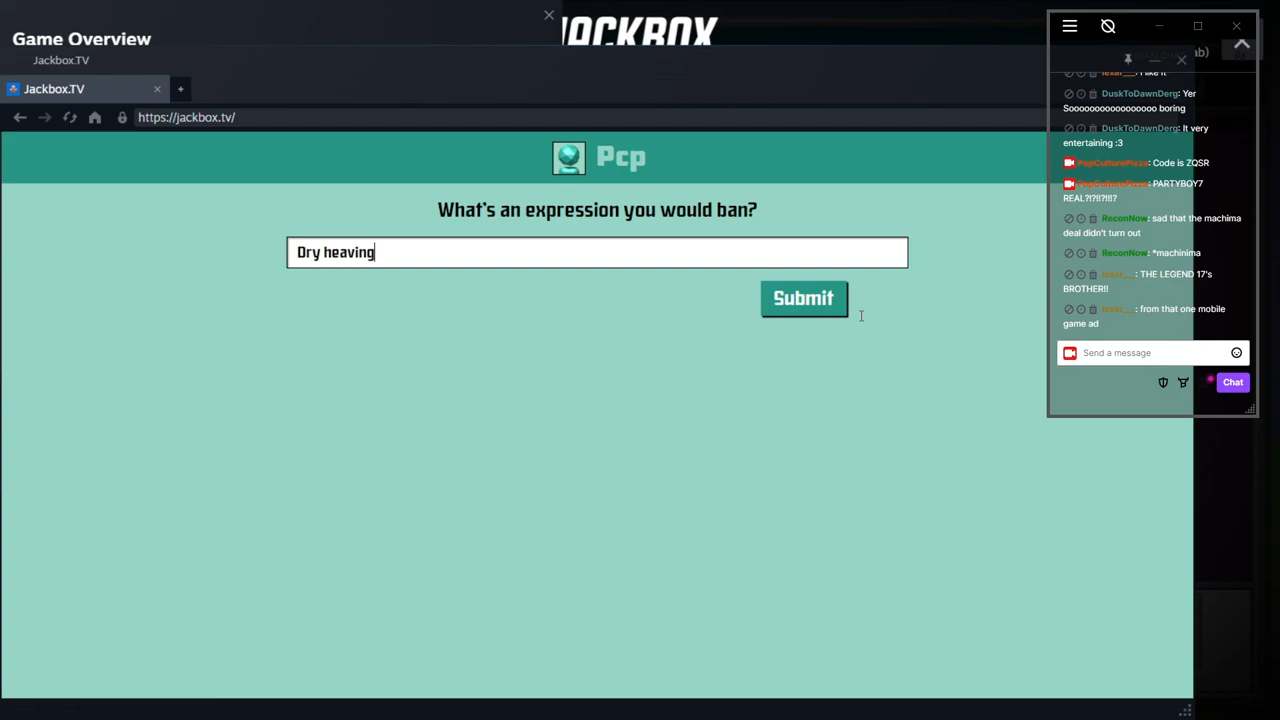 Game Overview
Jackbox.TV
JACKBOX
Jackbox.TV
https://jackbox.tv/
Pcp
What's an expression you would ban?
Dry heaving
Submit
I like it
DuskToDawnDerg: Yer
Sooooooooooooooooo boring
DuskToDawnDerg: It very
entertaining :3
PopCulturePizza: Code is ZQSR
PopCulturePizza: PARTYBOY7
REAL?!?!!?!!!?
ReconNow: sad that the machima
deal didn't turn out
ReconNow: *machinima
THE LEGEND 17's
BROTHER!!
from that one mobile
game ad
Send a message
Chat